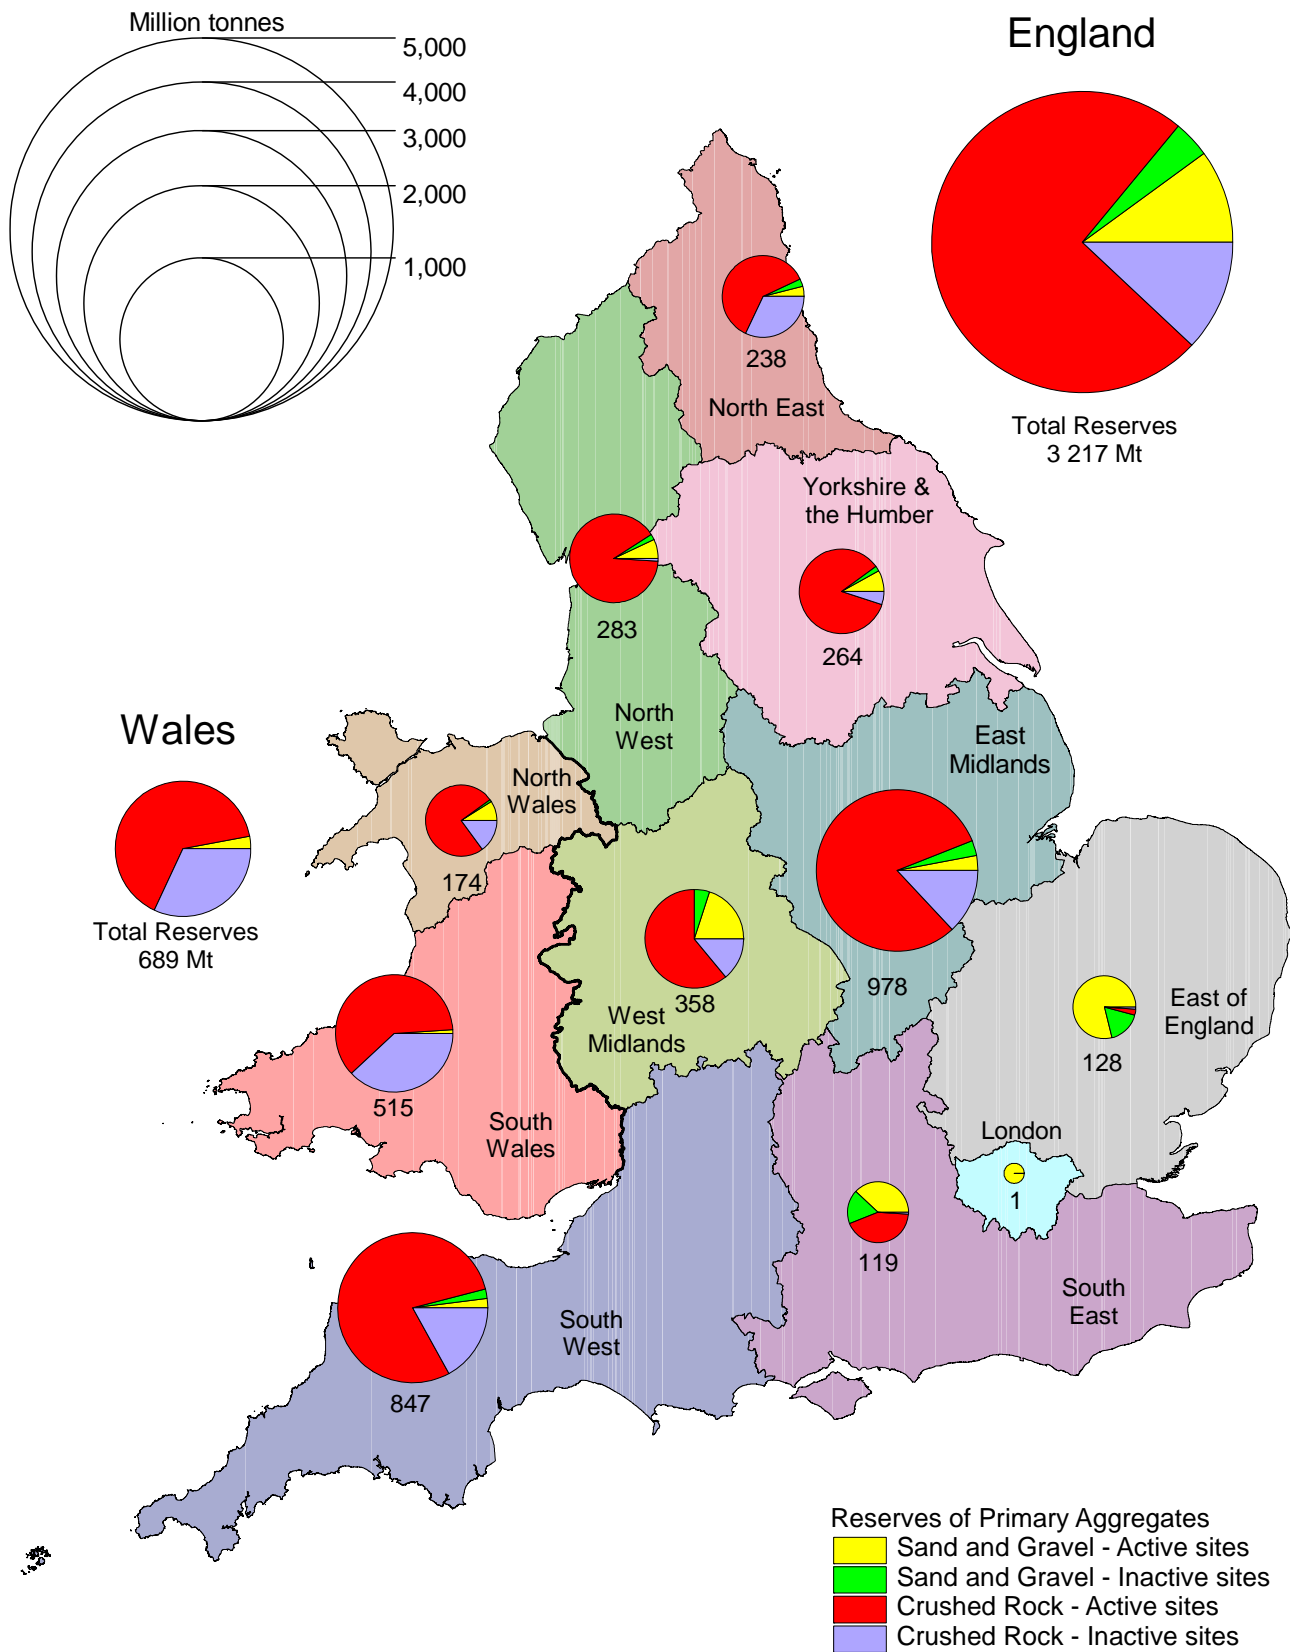 Million tonnes
5,000
4,000
3,000
2,000
1,000
England
Total Reserves
3 217 Mt
238
North East
Yorkshire &
the Humber
283
264
North
West
East
Midlands
Wales
Total Reserves
689 Mt
North
Wales
174
978
358
West
Midlands
East of
England
128
515
South
Wales
London
1
119
South
East
South
West
847
Reserves of Primary Aggregates
Sand and Gravel - Active sites
Sand and Gravel - Inactive sites
Crushed Rock - Active sites
Crushed Rock - Inactive sites